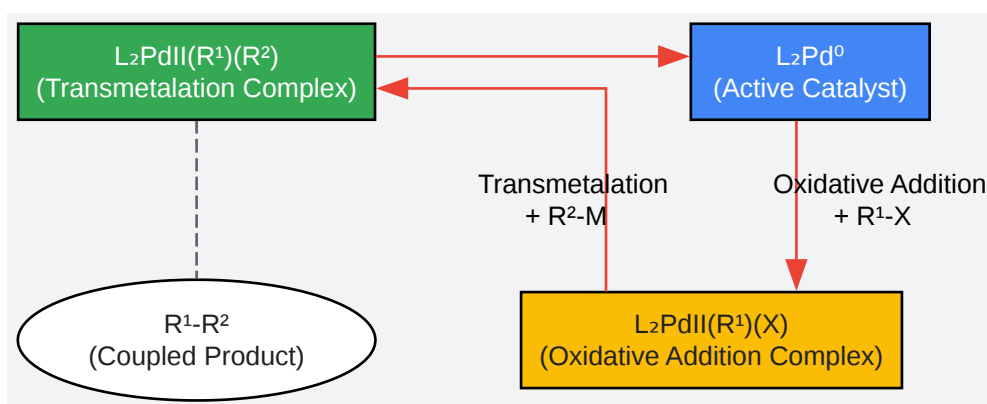 L₂PdII(R¹)(R²)
(Transmetalation Complex)
L₂Pd⁰
(Active Catalyst)
Transmetalation
+ R²-M
Oxidative Addition
+ R¹-X
R¹-R²
(Coupled Product)
L₂PdII(R¹)(X)
(Oxidative Addition Complex)